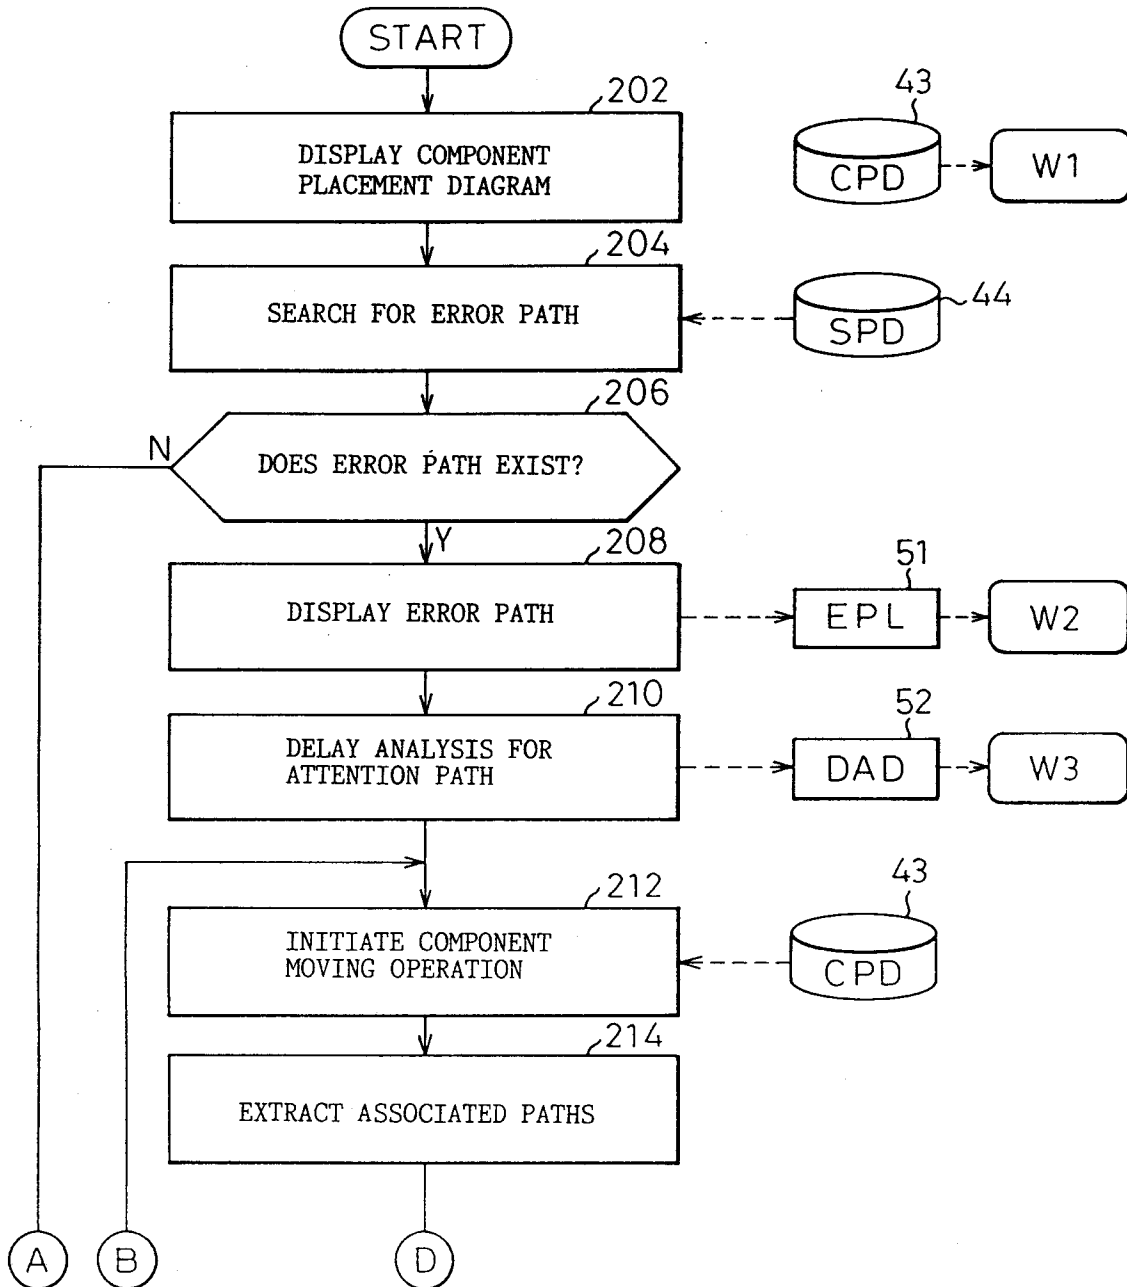 START
202
DISPLAY COMPONENT
PLACEMENT DIAGRAM
43
CPD
W1
204
SEARCH FOR ERROR PATH
44
SPD
206
N
DOES ERROR PATH EXIST?
Y
208
DISPLAY ERROR PATH
51
EPL
W2
210
DELAY ANALYSIS FOR
ATTENTION PATH
52
DAD
W3
212
INITIATE COMPONENT
MOVING OPERATION
43
CPD
214
EXTRACT ASSOCIATED PATHS
A
B
D